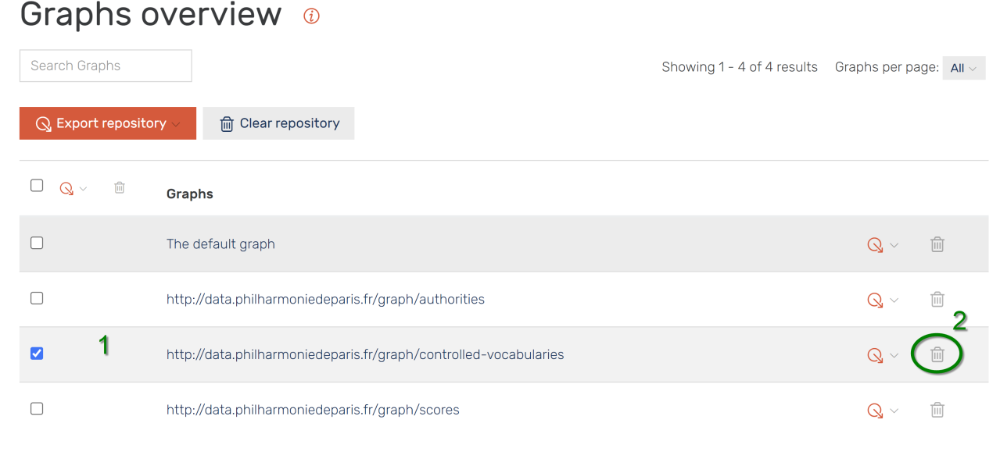 Graphs overview
Search Graphs
Showing 1 - 4 of 4 results Graphs per page: All
Export repository Clear repository
Graphs
The default graph
http://data.philharmoniedeparis.fr/graph/authorities
2
1 http://data.philharmoniedeparis.fr/graph/controlled-vocabularies
http://data.philharmoniedeparis.fr/graph/scores